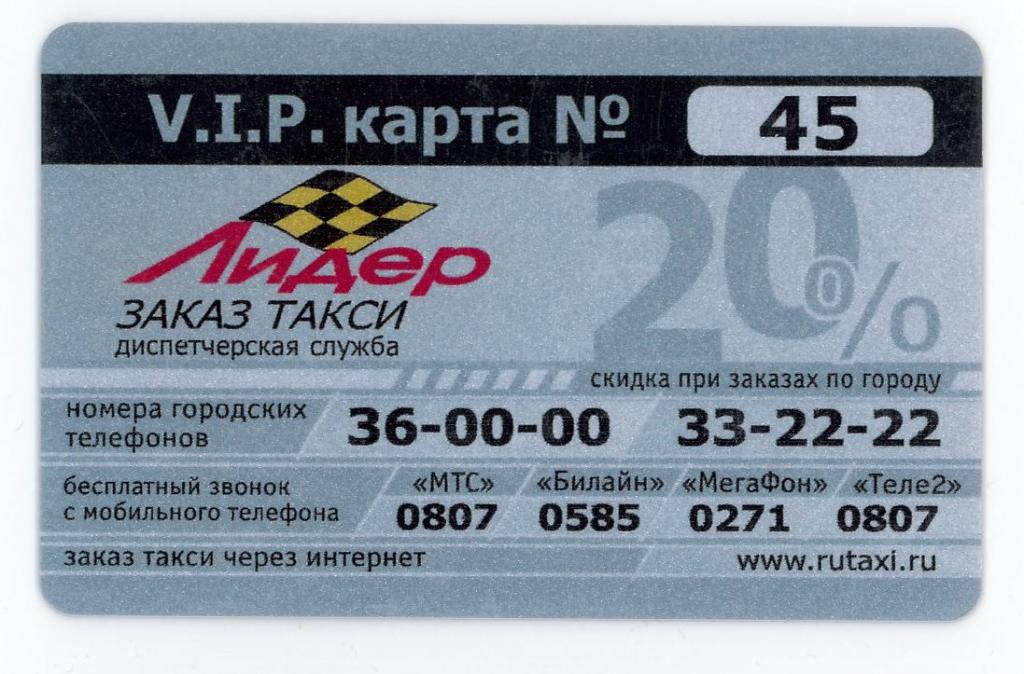 V.I.P. карта № 45
20%
Лидер
ЗАКАЗ ТАКСИ
диспетчерская служба
скидка при заказах по городу
номера городских
телефонов
36-00-00 33-22-22
бесплатный звонок
с мобильного телефона
«МТС» «Билайн» «МегаФон» «Теле2»
0807 0585 0271 0807
заказ такси через интернет www.rutaxi.ru